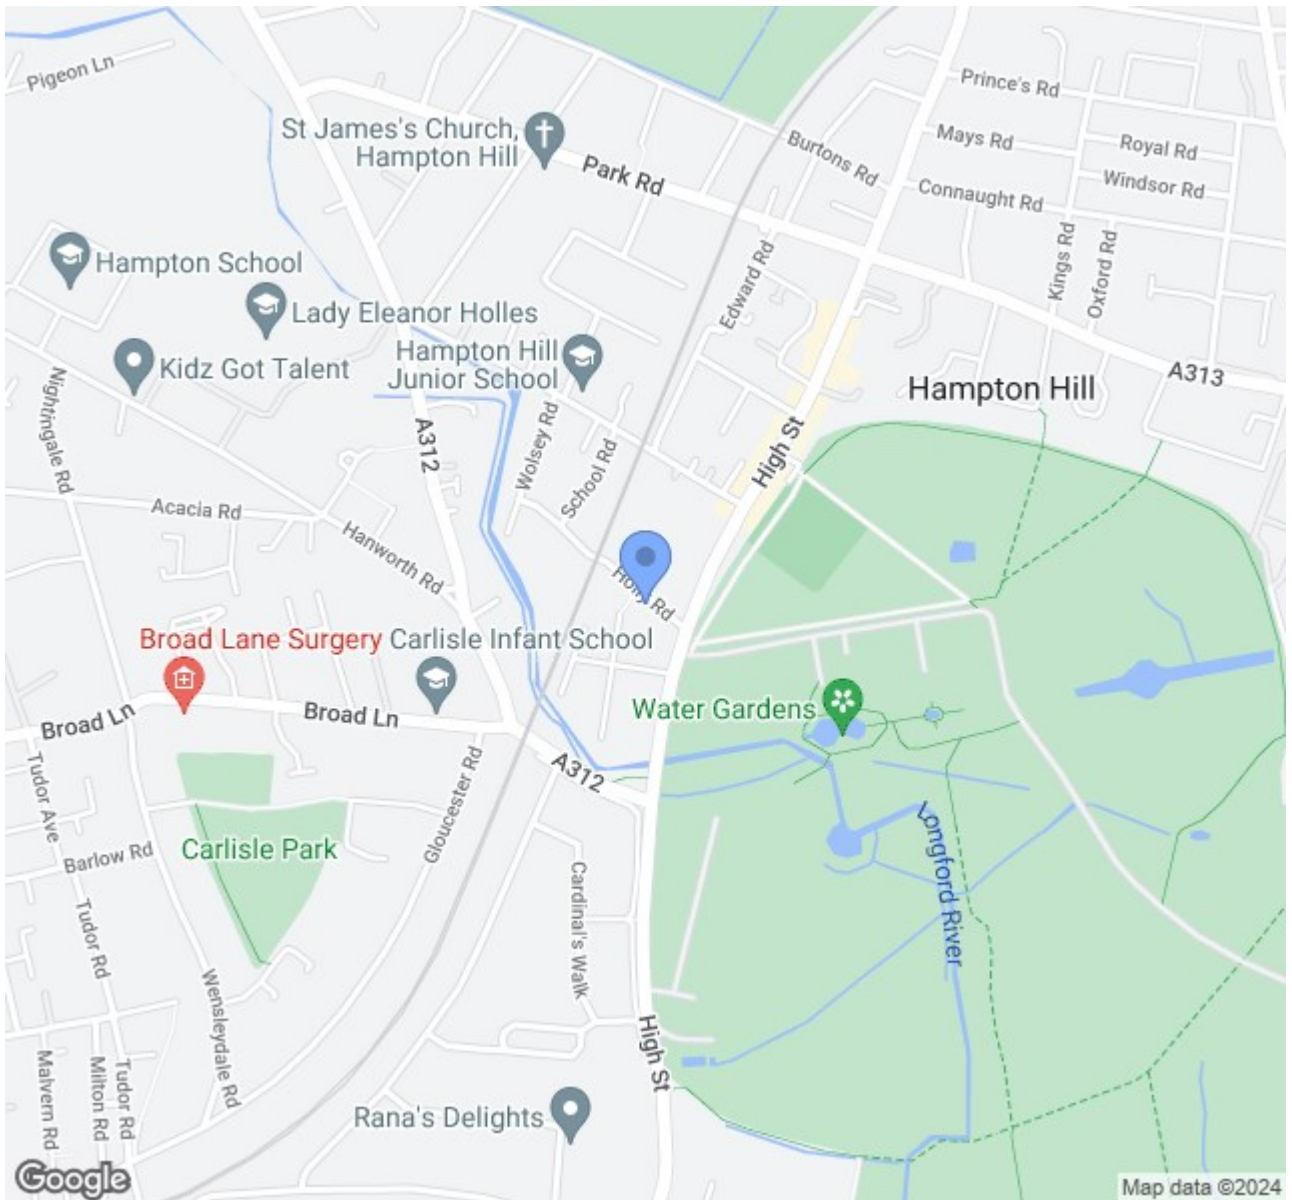 Pigeon Ln
Prince's Rd
St James's Church,
Hampton Hill
Mays Rd
Royal Rd
Burtons Rd
Park Rd
Windsor Rd
Connaught Rd
Hampton School
Kings Rd
Oxford Rd
Edward Rd
Lady Eleanor Holles
Hampton Hill
Junior School
Kidz Got Talent
A313
Hampton Hill
Nightingale Rd
A312
Wolsey Rd
School Rd
High St
Acacia Rd
Hanworth Rd
Holly Rd
Broad Lane Surgery
Carlisle Infant School
Water Gardens
Broad Ln
Broad Ln
A312
Tudor Ave
Gloucester Rd
Carlisle Park
Barlow Rd
Longford River
Cardinal's Walk
Tudor Rd
Wensleydale Rd
High St
Malvern Rd
Milton Rd
Tudor Rd
Rana's Delights
Google
Map data ©2024